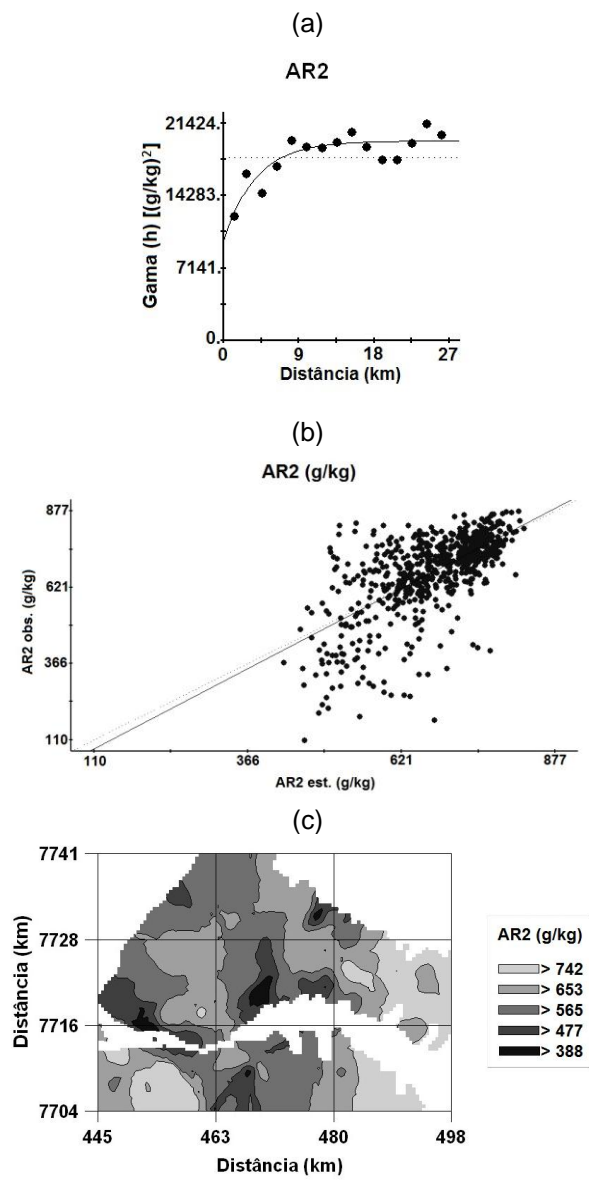 (a)
AR2
Gama (h) [(g/kg)²]
21424.
14283.
7141.
0.
0 9 18 27
Distância (km)
(b)
AR2 (g/kg)
AR2 obs. (g/kg)
877
621
366
110
110 366 621 877
AR2 est. (g/kg)
(c)
Distância (km)
7741
7728
7716
7704
445 463 480 498
Distância (km)
AR2 (g/kg)
> 742
> 653
> 565
> 477
> 388